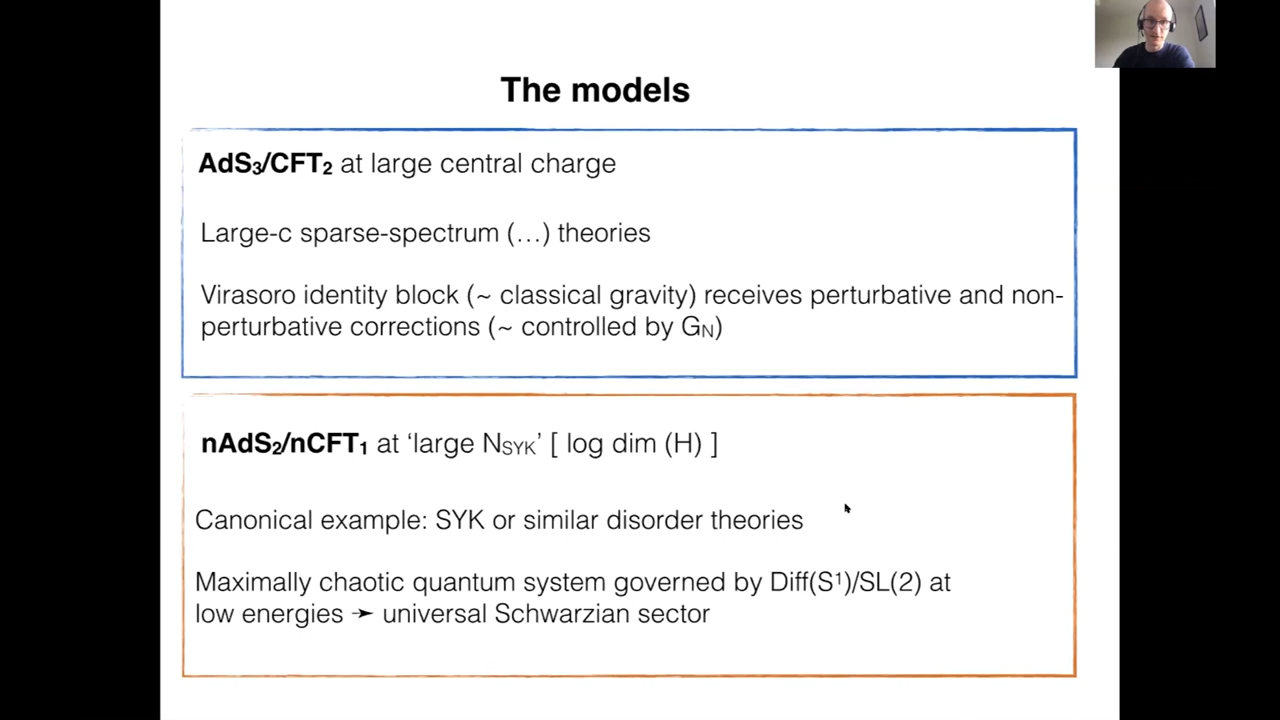 The models
AdS₃/CFT₂ at large central charge
Large-c sparse-spectrum (…) theories
Virasoro identity block (~ classical gravity) receives perturbative and non-
perturbative corrections (~ controlled by G_N)
nAdS₂/nCFT₁ at ‘large N_SYK’ [ log dim (H) ]
Canonical example: SYK or similar disorder theories
Maximally chaotic quantum system governed by Diff(S¹)/SL(2) at
low energies ➛ universal Schwarzian sector